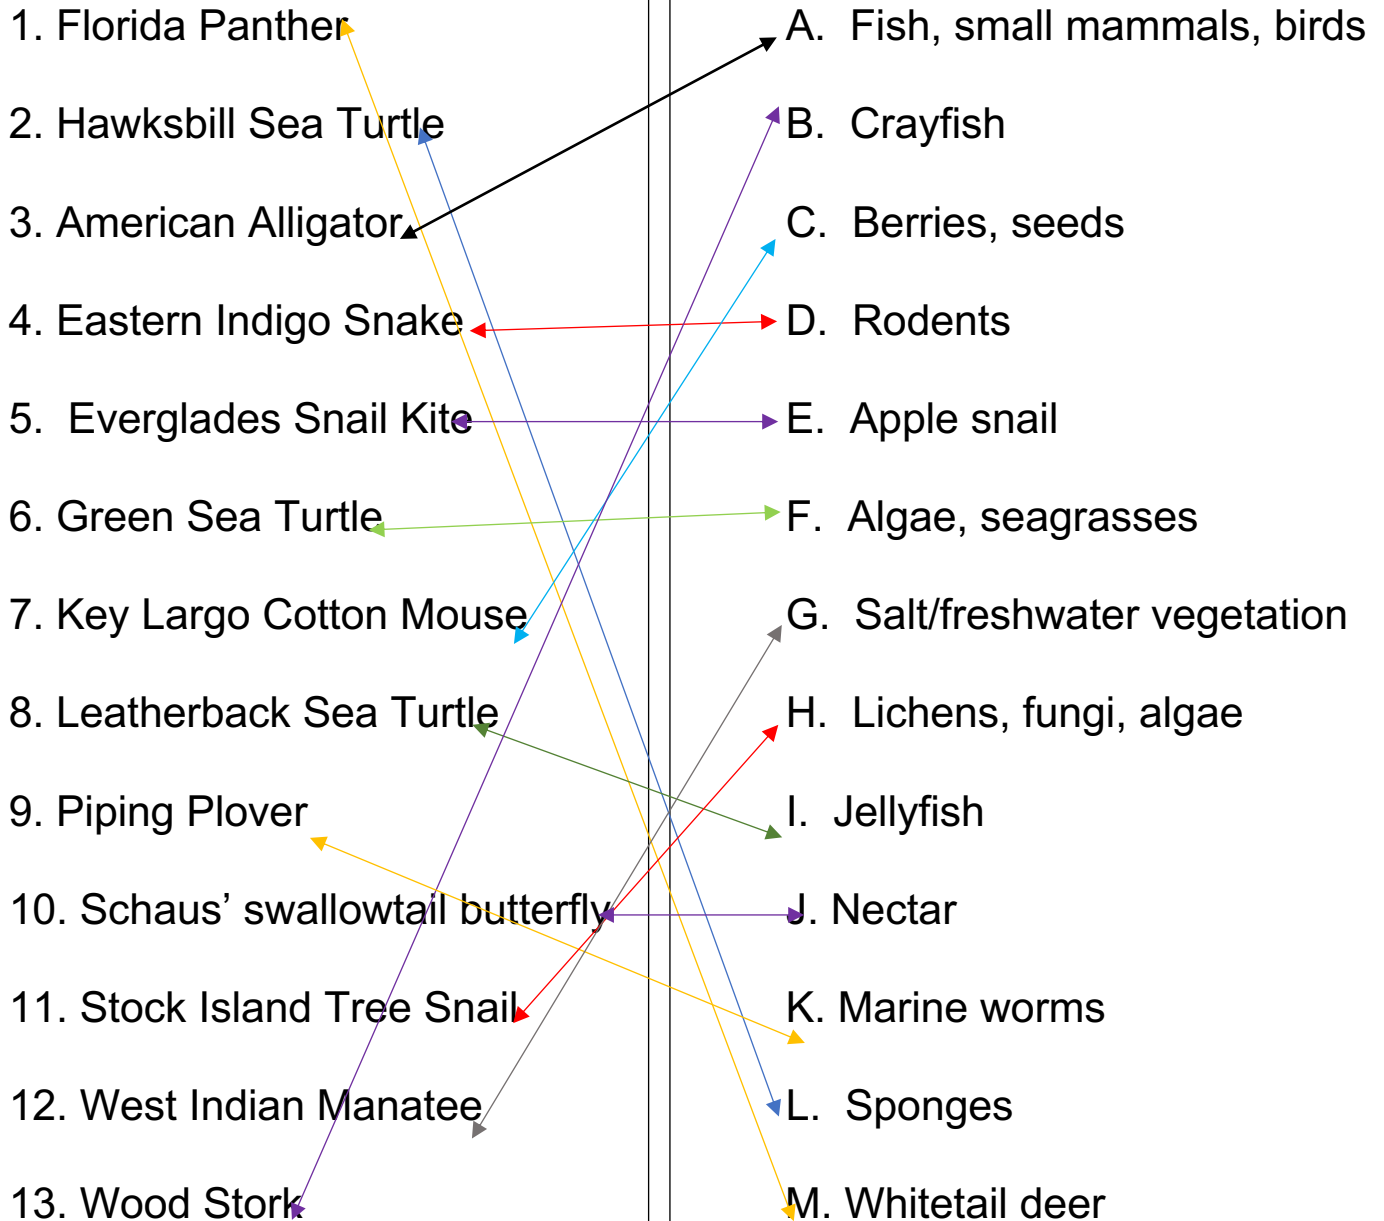 1. Florida Panther
A. Fish, small mammals, birds
2. Hawksbill Sea Turtle
B. Crayfish
3. American Alligator
C. Berries, seeds
4. Eastern Indigo Snake
D. Rodents
5. Everglades Snail Kite
E. Apple snail
6. Green Sea Turtle
F. Algae, seagrasses
7. Key Largo Cotton Mouse
G. Salt/freshwater vegetation
8. Leatherback Sea Turtle
H. Lichens, fungi, algae
9. Piping Plover
I. Jellyfish
10. Schaus’ swallowtail butterfly
J. Nectar
11. Stock Island Tree Snail
K. Marine worms
12. West Indian Manatee
L. Sponges
13. Wood Stork
M. Whitetail deer